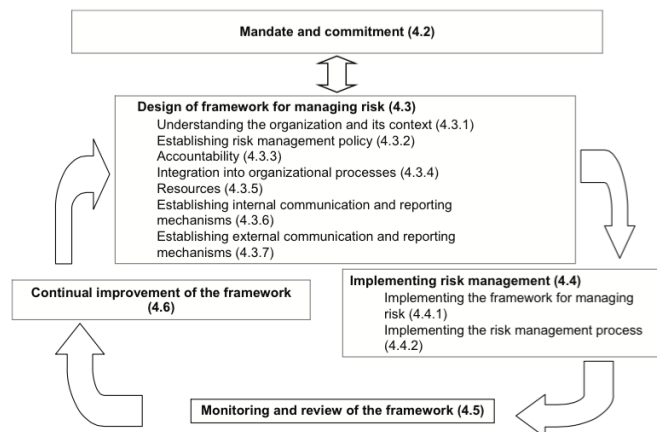 Mandate and commitment (4.2)
Design of framework for managing risk (4.3)
Understanding the organization and its context (4.3.1)
Establishing risk management policy (4.3.2)
Accountability (4.3.3)
Integration into organizational processes (4.3.4)
Resources (4.3.5)
Establishing internal communication and reporting
mechanisms (4.3.6)
Establishing external communication and reporting
mechanisms (4.3.7)
Implementing risk management (4.4)
Implementing the framework for managing
risk (4.4.1)
Implementing the risk management process
(4.4.2)
Continual improvement of the framework
(4.6)
Monitoring and review of the framework (4.5)